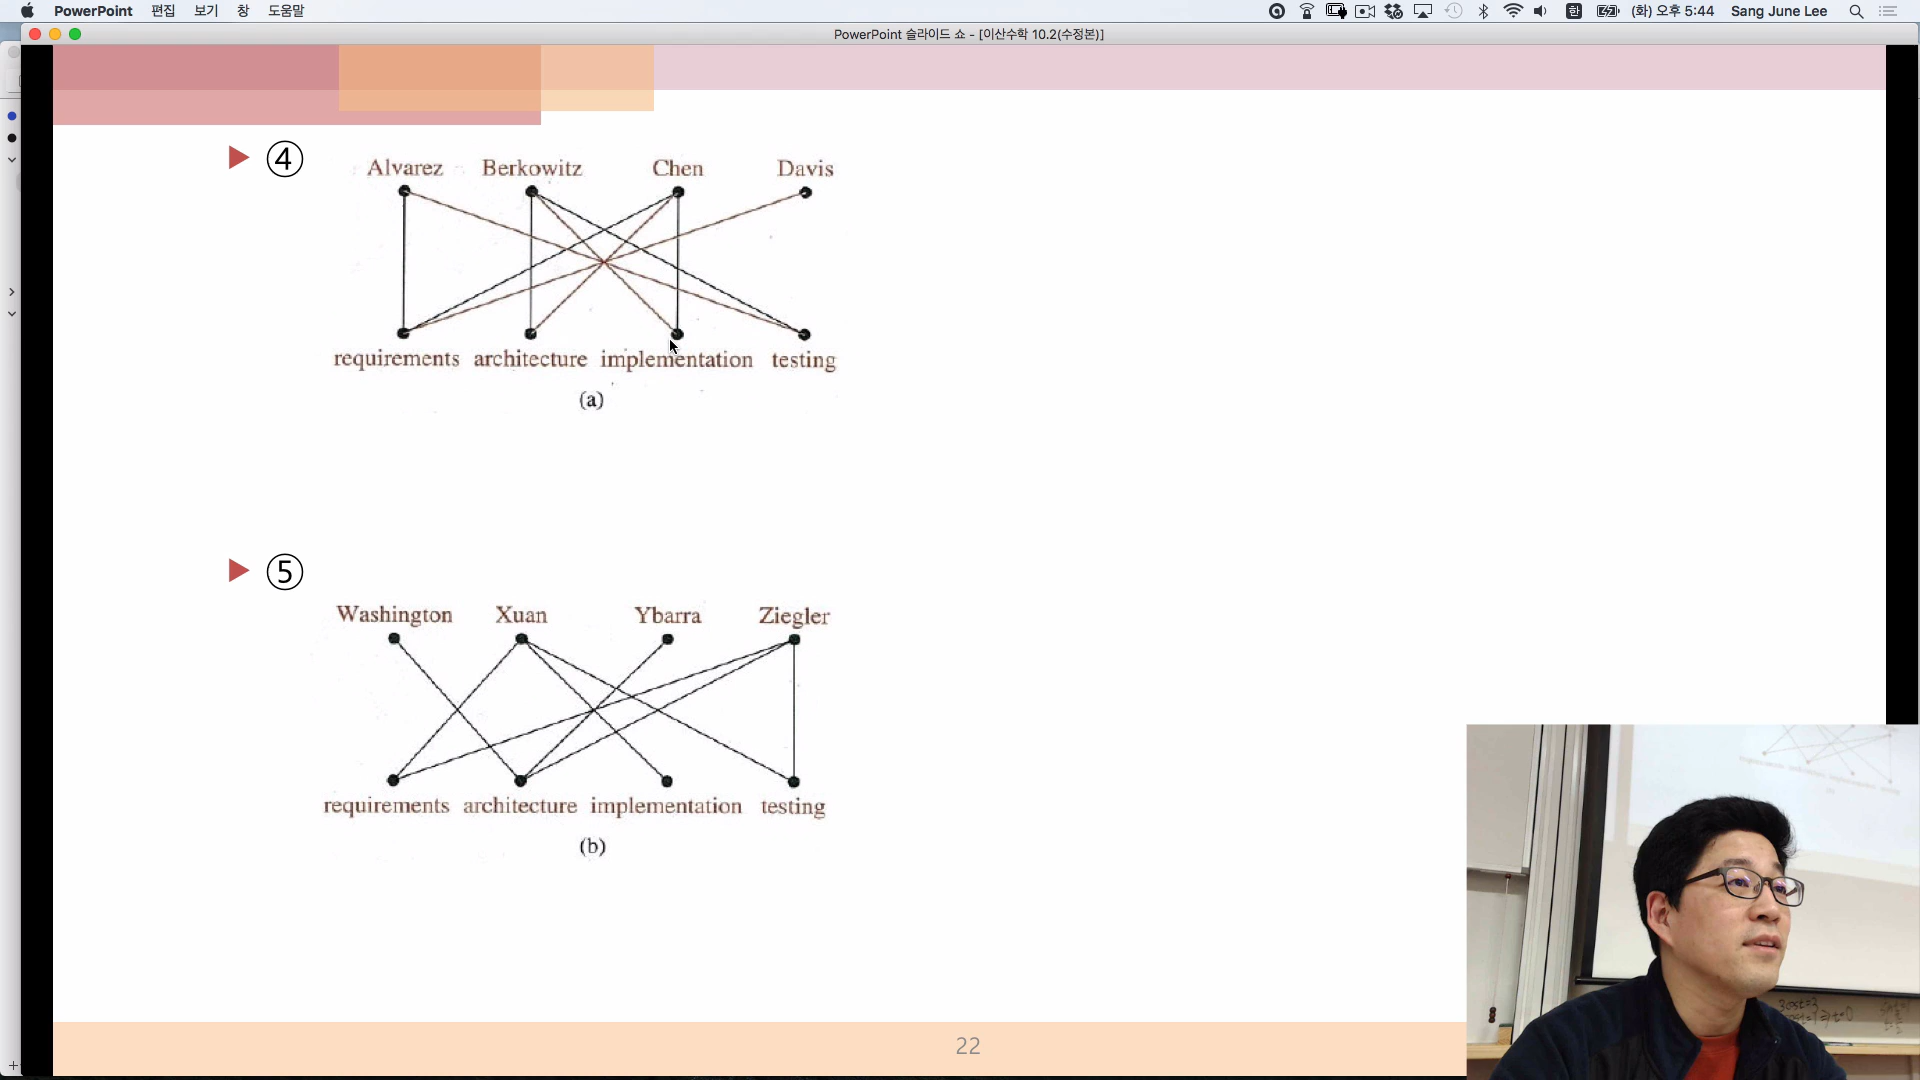 PowerPoint 편집 보기 창 도움말 한 (화) 오후 5:44 Sang June Lee
PowerPoint 슬라이드 쇼 - [이산수학 10.2(수정본)]
④
Alvarez Berkowitz Chen Davis
requirements architecture implementation testing
(a)
⑤
Washington Xuan Ybarra Ziegler
requirements architecture implementation testing
(b)
22